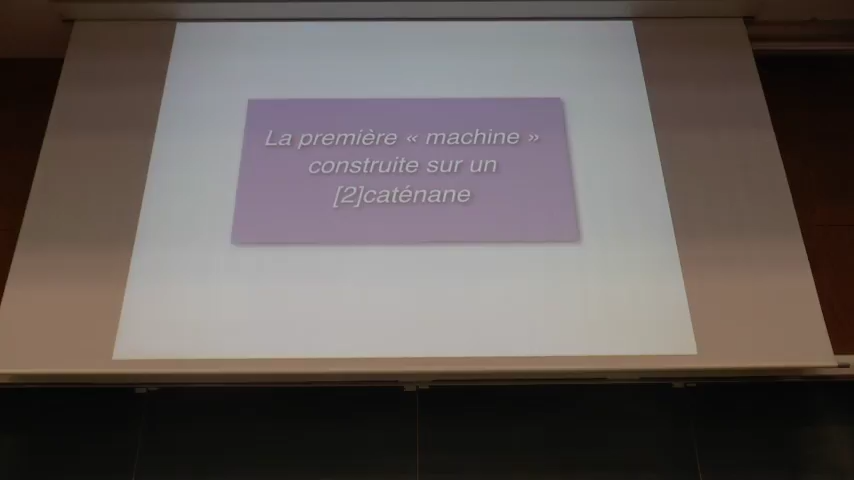 La première « machine »
construite sur un
[2]caténane